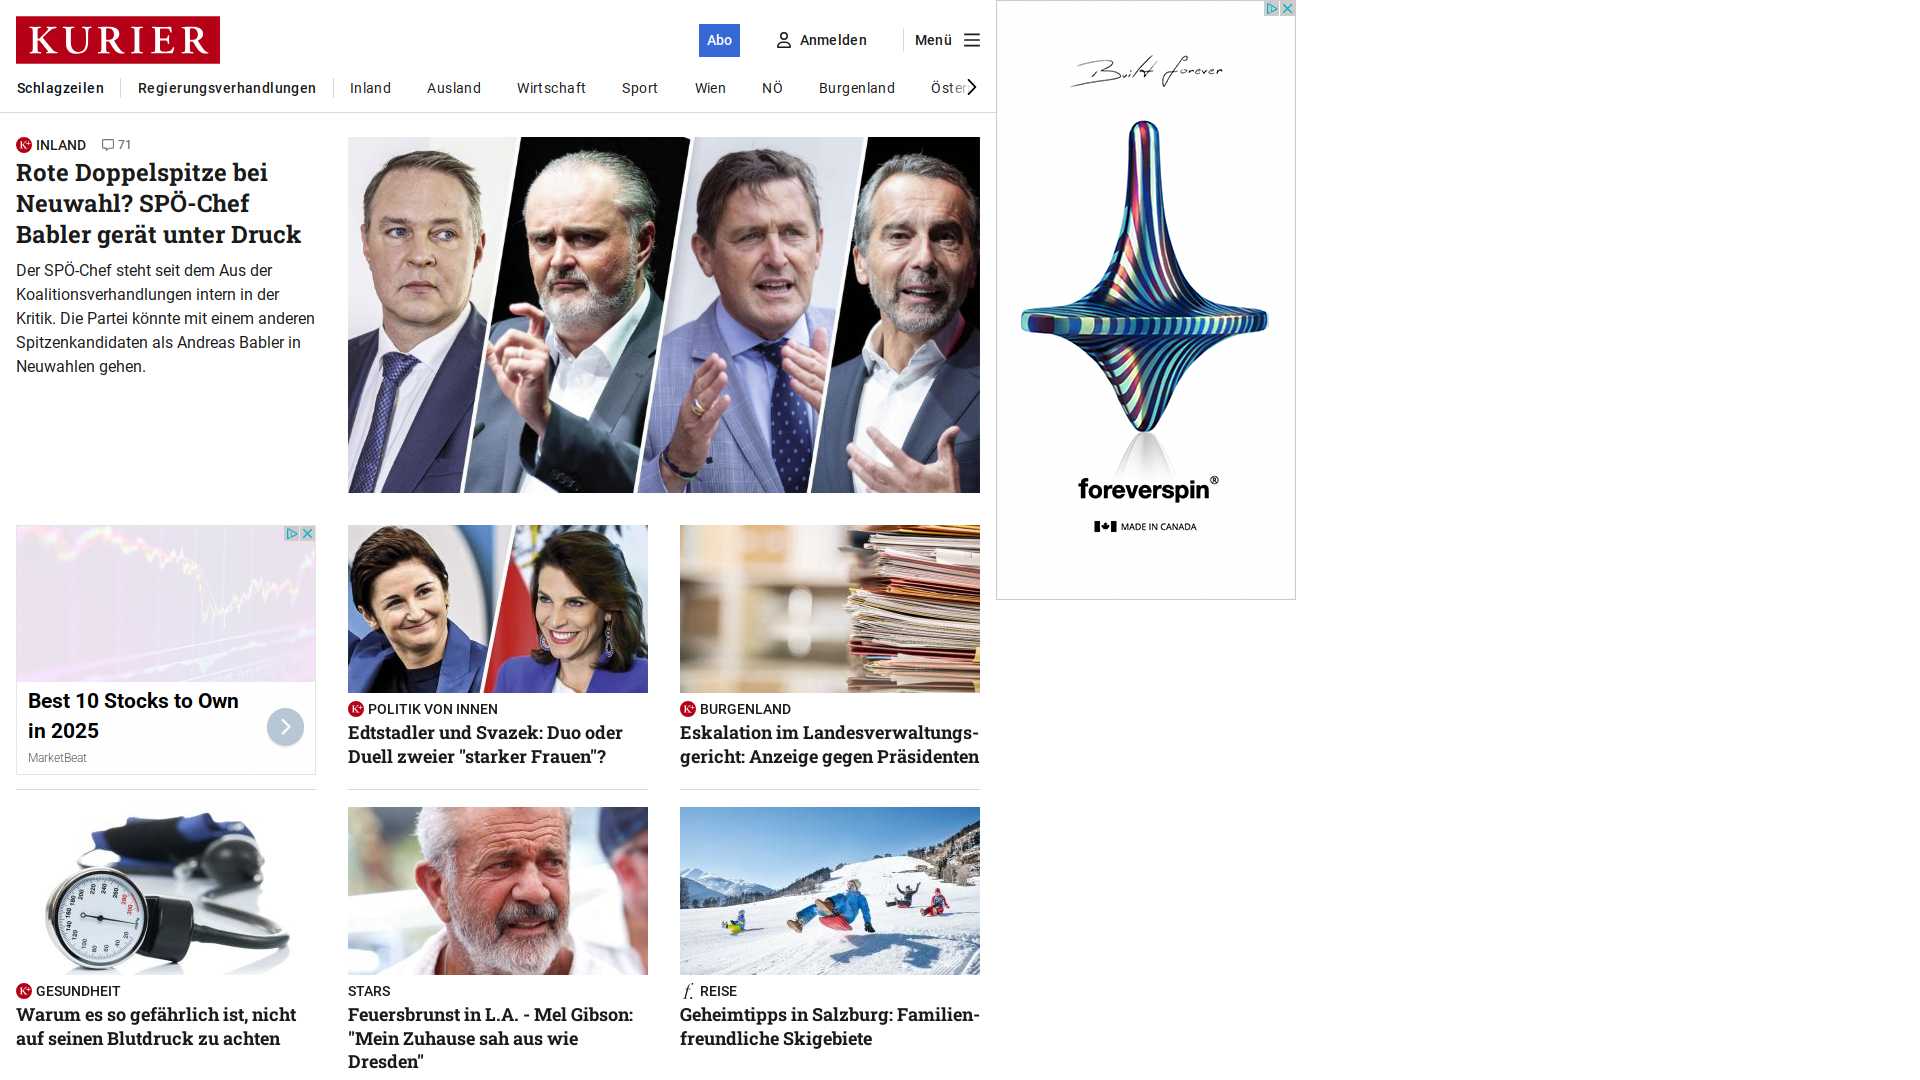 KURIER
Abo
Anmelden
Menü
Schlagzeilen
Regierungsverhandlungen
Inland
Ausland
Wirtschaft
Sport
Wien
NÖ
Burgenland
Öster
INLAND
71
Rote Doppelspitze bei
Neuwahl? SPÖ-Chef
Babler gerät unter Druck
Der SPÖ-Chef steht seit dem Aus der
Koalitionsverhandlungen intern in der
Kritik. Die Partei könnte mit einem anderen
Spitzenkandidaten als Andreas Babler in
Neuwahlen gehen.
Built forever
foreverspin®
MADE IN CANADA
Best 10 Stocks to Own
in 2025
MarketBeat
POLITIK VON INNEN
Edtstadler und Svazek: Duo oder
Duell zweier "starker Frauen"?
BURGENLAND
Eskalation im Landesverwaltungs-
gericht: Anzeige gegen Präsidenten
GESUNDHEIT
Warum es so gefährlich ist, nicht
auf seinen Blutdruck zu achten
STARS
Feuersbrunst in L.A. - Mel Gibson:
"Mein Zuhause sah aus wie
Dresden"
f. REISE
Geheimtipps in Salzburg: Familien-
freundliche Skigebiete